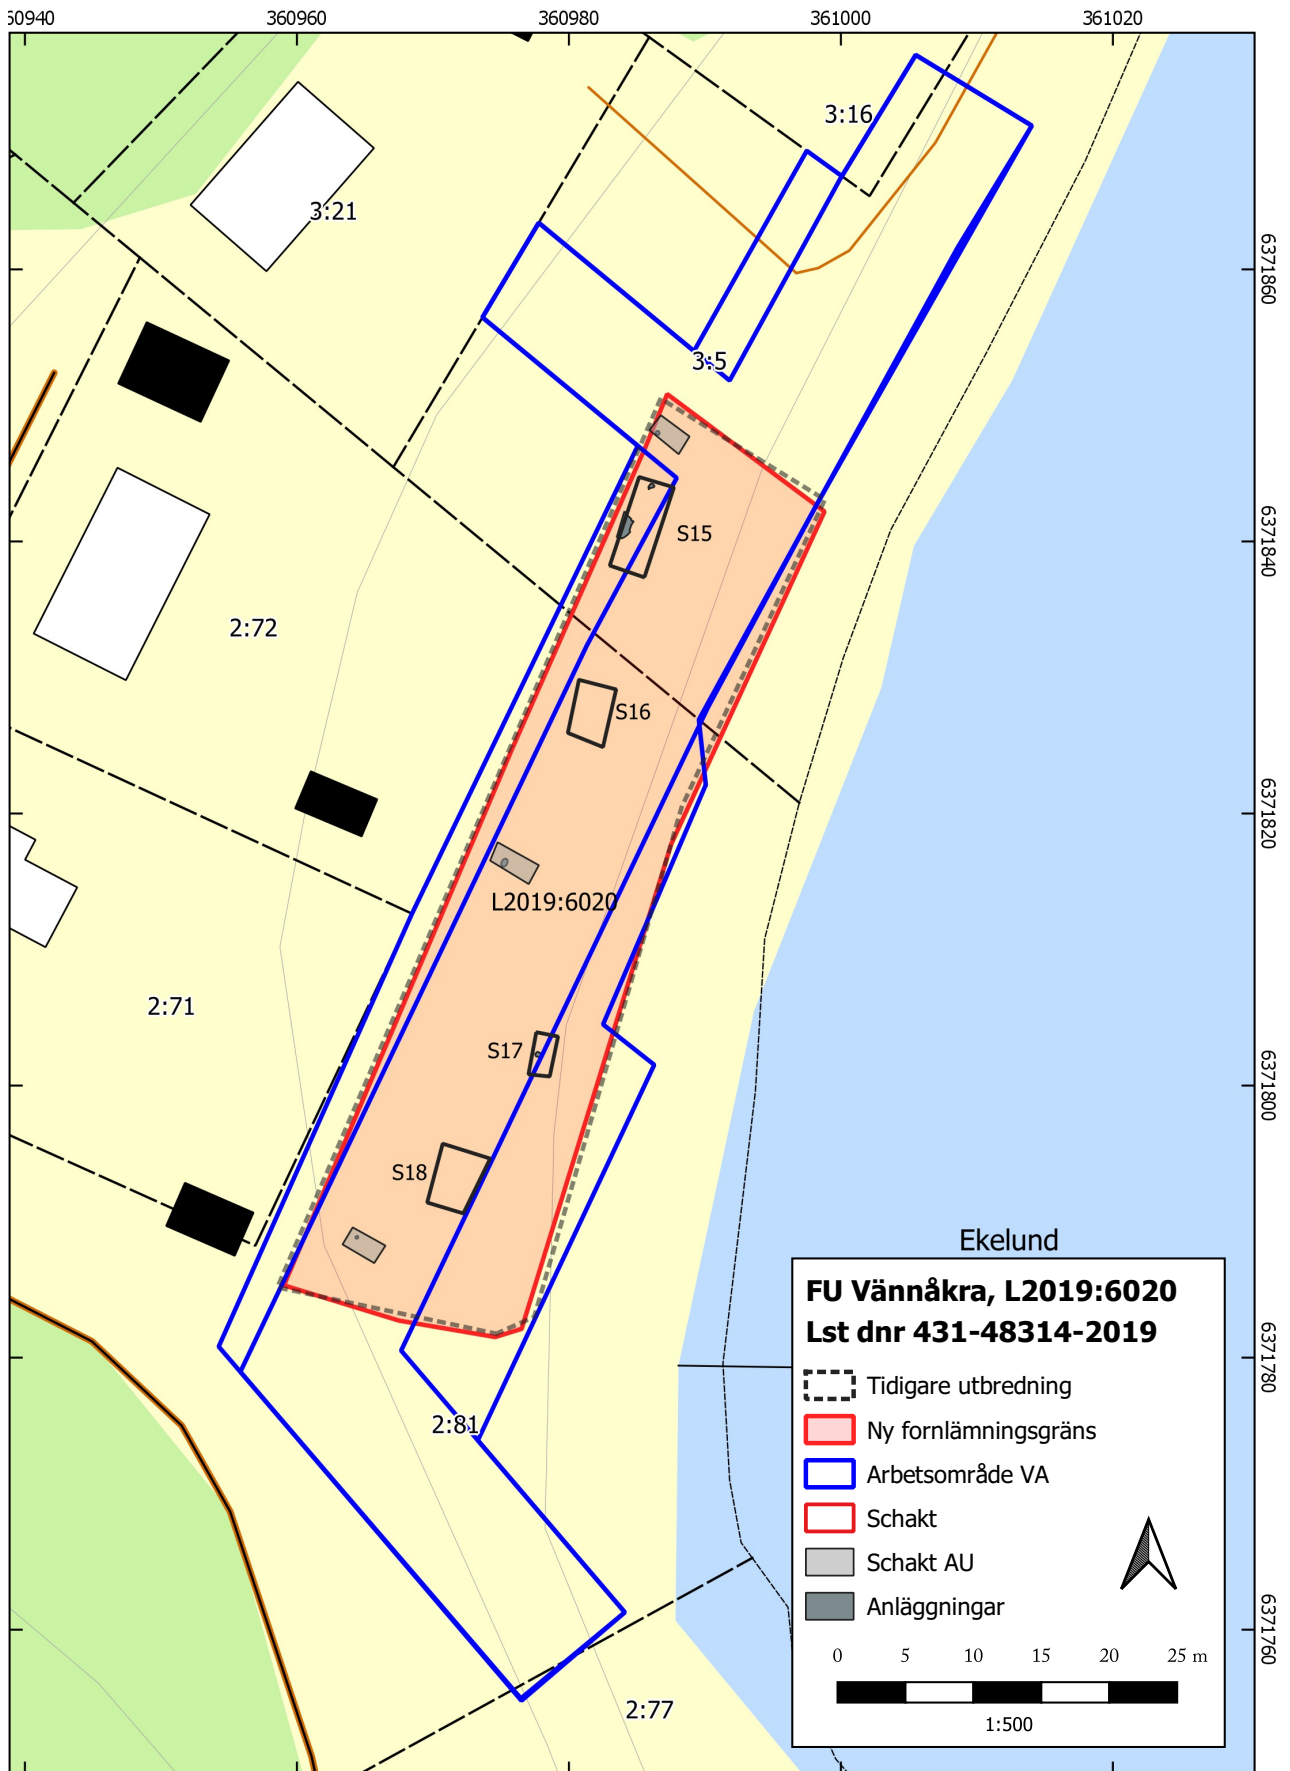 360960
360980
361000
361020
3:16
3:21
6371860
3:5
6371840
S15
2:72
S16
6371820
L2019:6020
2:71
S17
6371800
S18
Ekelund
FU Vännåkra, L2019:6020
Lst dnr 431-48314-2019
6371780
Tidigare utbredning
Ny fornlämningsgräns
2:81
Arbetsområde VA
Schakt
Schakt AU
Anläggningar
6371760
0 5 10 15 20 25 m
2:77
1:500